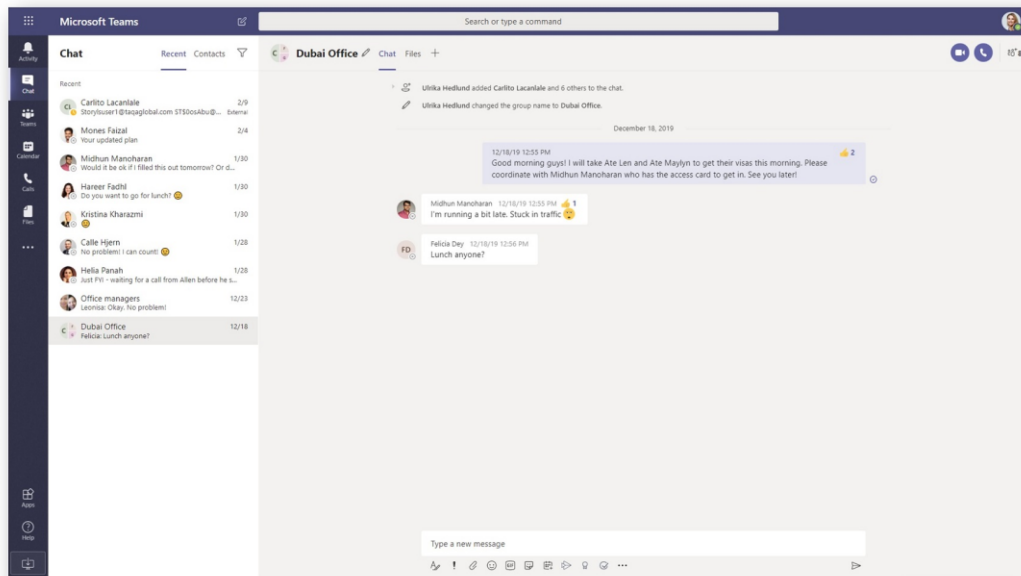 Microsoft Teams
Search or type a command
Activity
Chat
Teams
Calendar
Calls
Files
Apps
Help
Chat
Recent
Contacts
Recent
CL
Carlito Lacanlale 2/9
Storylsuser1@taqaglobal.com ST$0osAbu@... External
Mones Faizal 2/4
Your updated plan
Midhun Manoharan 1/30
Would it be ok if I filled this out tomorrow? Or d...
Hareer Fadhl 1/30
Do you want to go for lunch? 😊
Kristina Kharazmi 1/30
😊
Calle Hjern 1/28
No problem! I can count! 😊
Helia Panah 1/28
Just FYI - waiting for a call from Allen before he s...
Office managers 12/23
Leonisa: Okay. No problem!
C
Dubai Office 12/18
Felicia: Lunch anyone?
C
Dubai Office
Chat
Files
Ulrika Hedlund added Carlito Lacanlale and 6 others to the chat.
Ulrika Hedlund changed the group name to Dubai Office.
December 18, 2019
12/18/19 12:55 PM 👍 2
Good morning guys! I will take Ate Len and Ate Maylyn to get their visas this morning. Please
coordinate with Midhun Manoharan who has the access card to get in. See you later!
Midhun Manoharan 12/18/19 12:55 PM 👍 1
I'm running a bit late. Stuck in traffic
FD
Felicia Dey 12/18/19 12:56 PM
Lunch anyone?
Type a new message
GIF